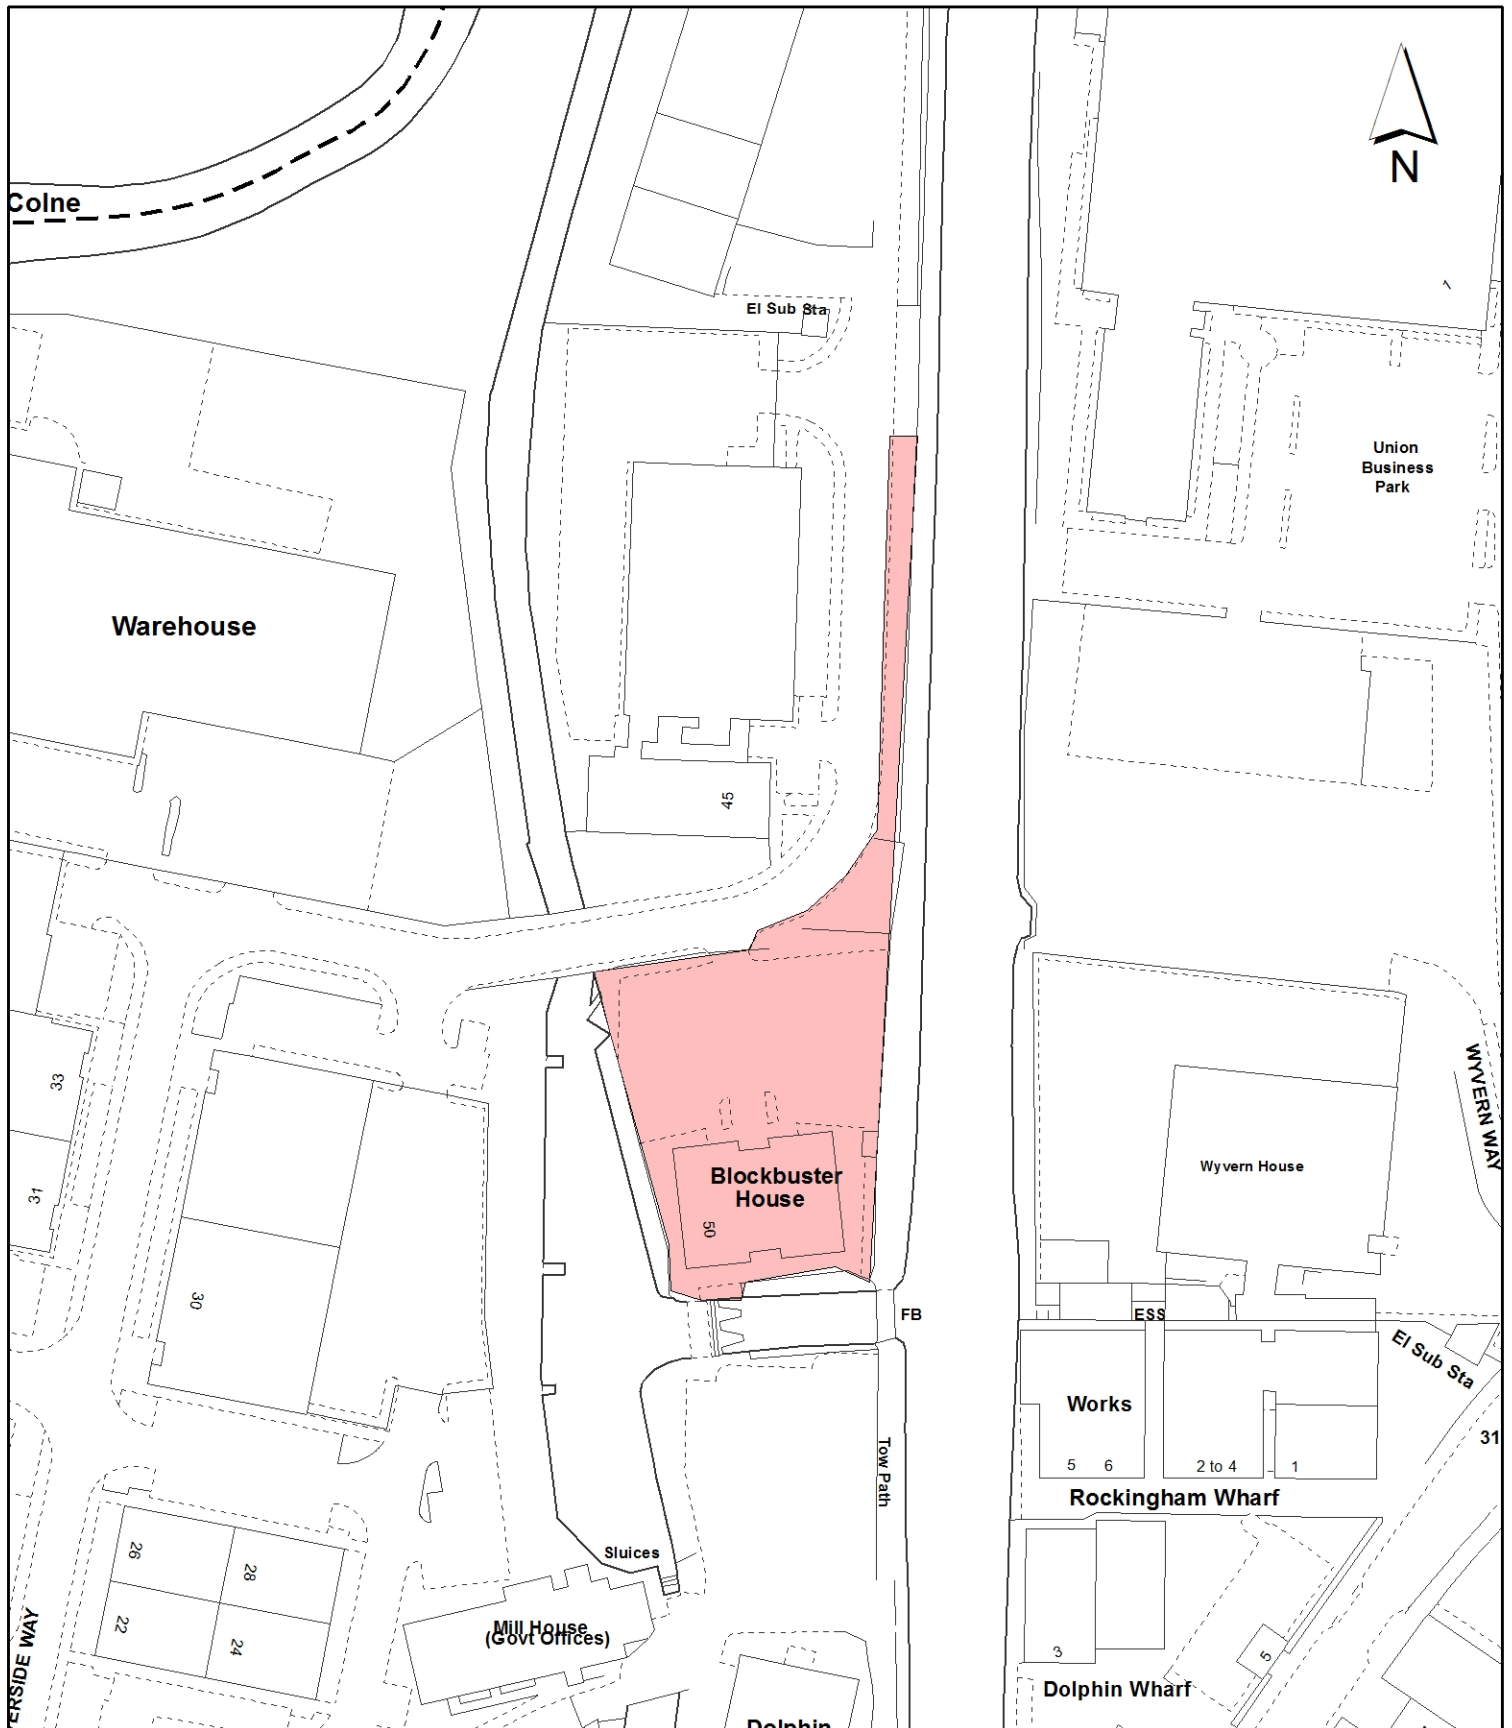 N
Colne
El Sub Sta
1
Union
Business
Park
Warehouse
45
33
WYVERN WAY
Wyvern House
Blockbuster
House
50
31
30
FB
ESS
El Sub Sta
Works
5 6
2 to 4
1
31
Tow Path
Rockingham Wharf
Sluices
26
28
22
24
Mill House
(Govt Offices)
3
5
ERSIDE WAY
Dolphin Wharf
Dolphin